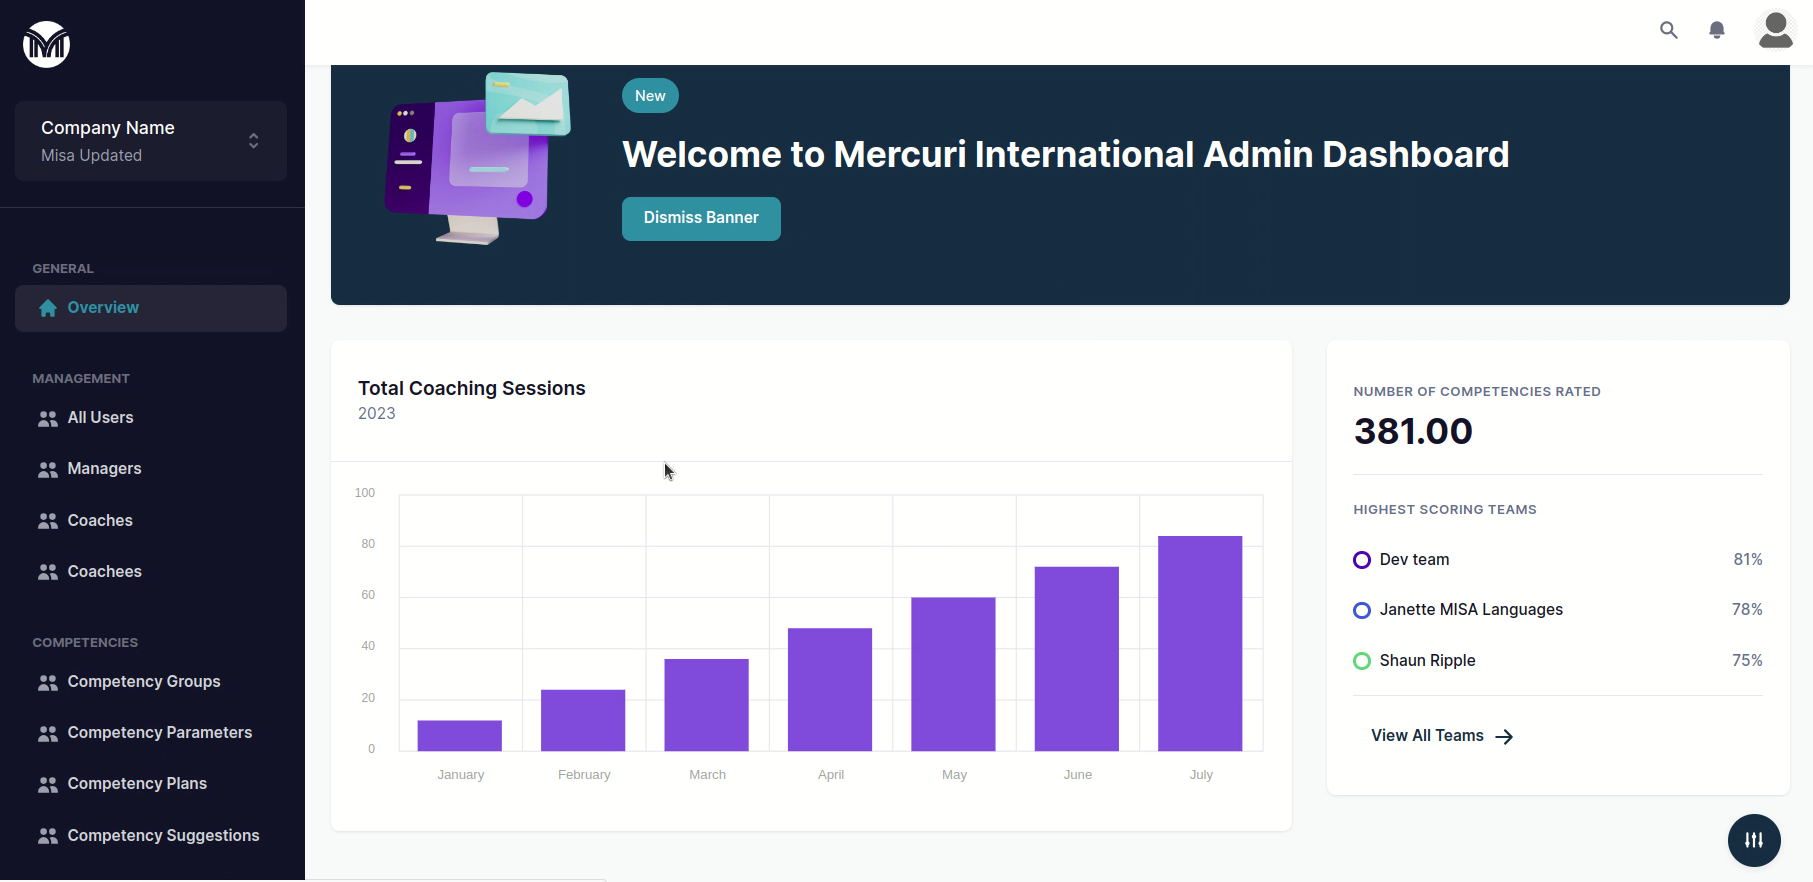 Company Name
Misa Updated
GENERAL
Overview
MANAGEMENT
All Users
Managers
Coaches
Coachees
COMPETENCIES
Competency Groups
Competency Parameters
Competency Plans
Competency Suggestions
New
Welcome to Mercuri International Admin Dashboard
Dismiss Banner
Total Coaching Sessions
2023
100
80
60
40
20
0
January February March April May June July
NUMBER OF COMPETENCIES RATED
381.00
HIGHEST SCORING TEAMS
Dev team 81%
Janette MISA Languages 78%
Shaun Ripple 75%
View All Teams